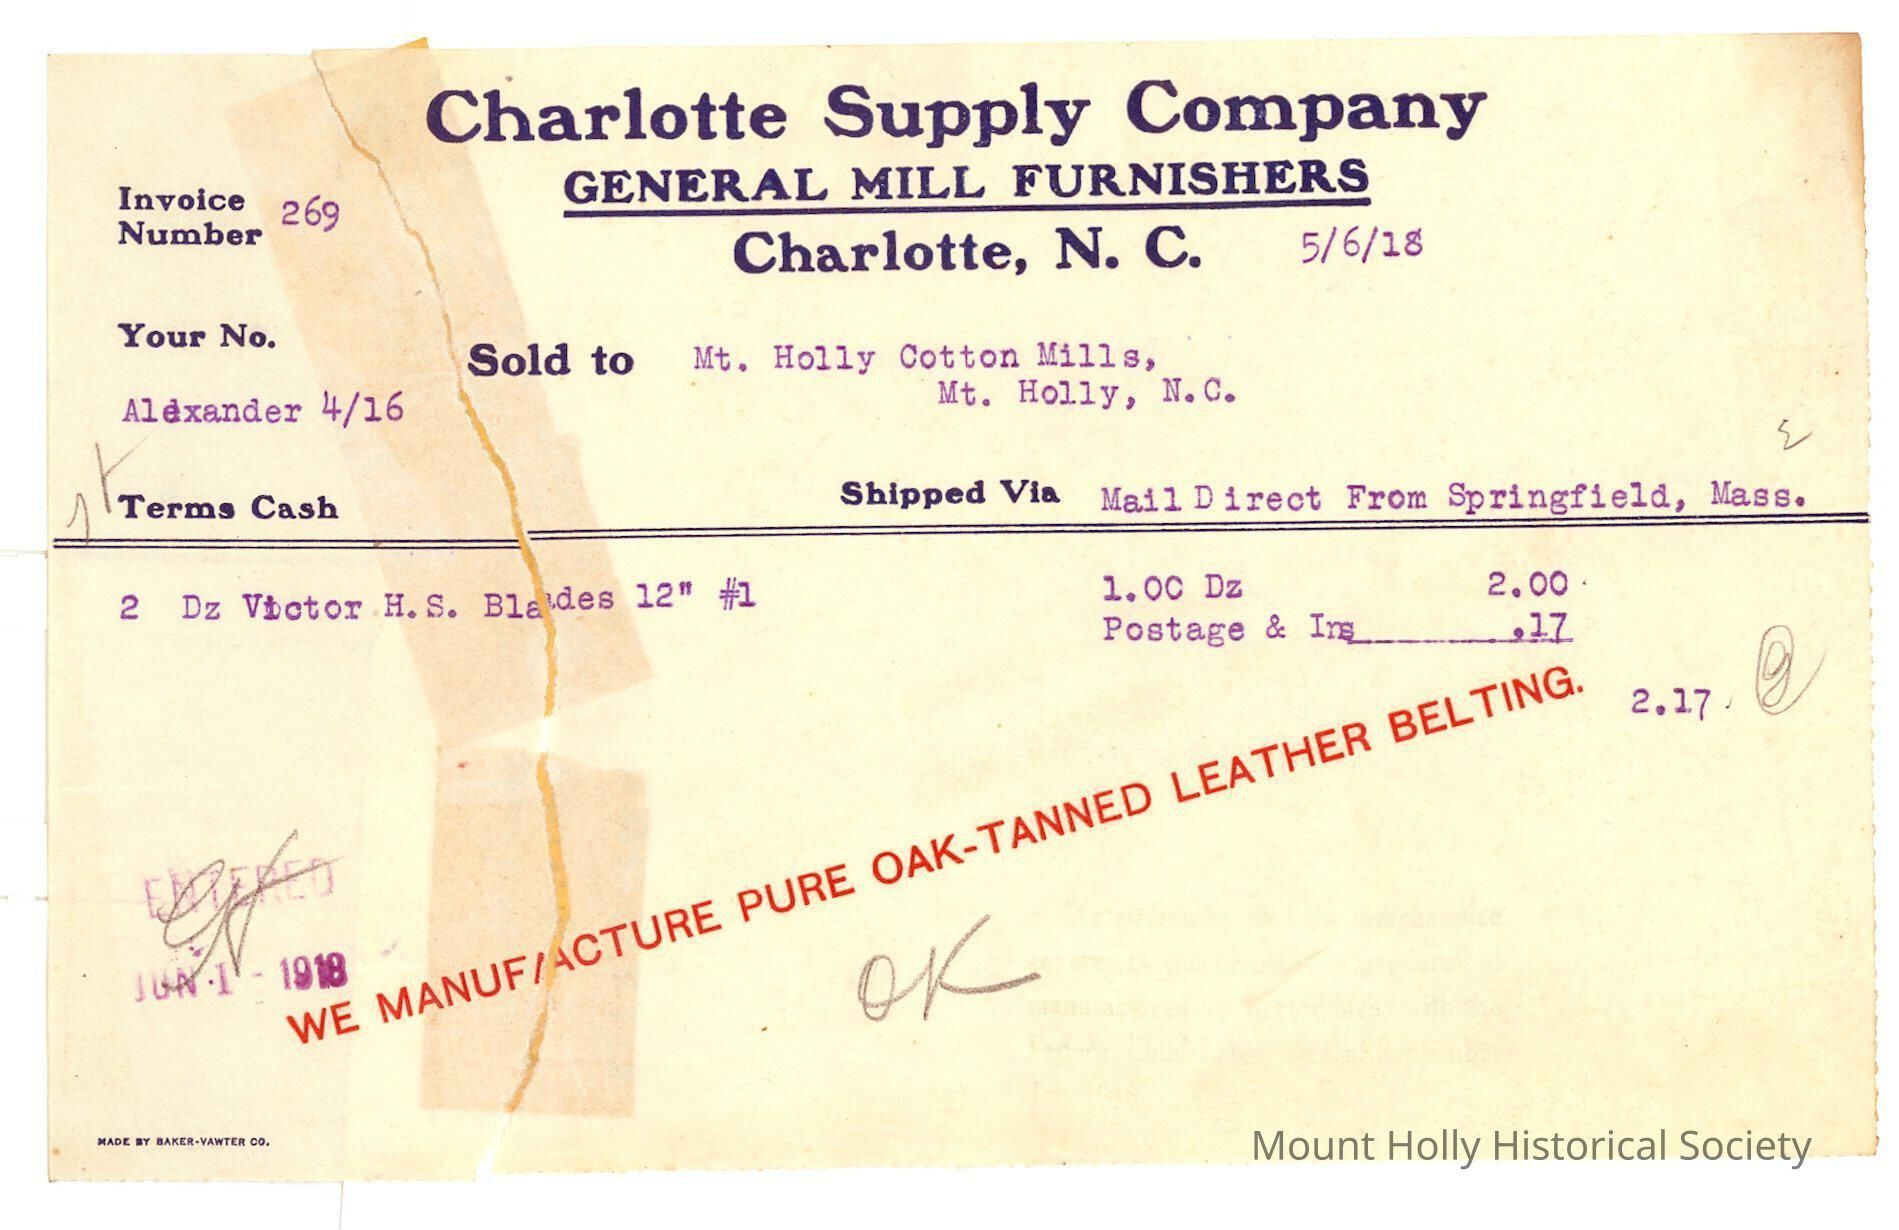 Charlotte Supply Company
GENERAL MILL FURNISHERS
Charlotte, N. C.
5/6/18
Invoice
Number 269
Your No.
Alexander 4/16
Sold to Mt. Holly Cotton Mills,
Mt. Holly, N.C.
Terms Cash
Shipped Via Mail Direct From Springfield, Mass.
2 Dz Victor H.S. Blades 12" #1 1.00 Dz 2.00
Postage & Ins .17
2.17
WE MANUFACTURE PURE OAK-TANNED LEATHER BELTING.
ENTERED
JUN 1 - 1918
OK
MADE BY BAKER-VAWTER CO.
Mount Holly Historical Society